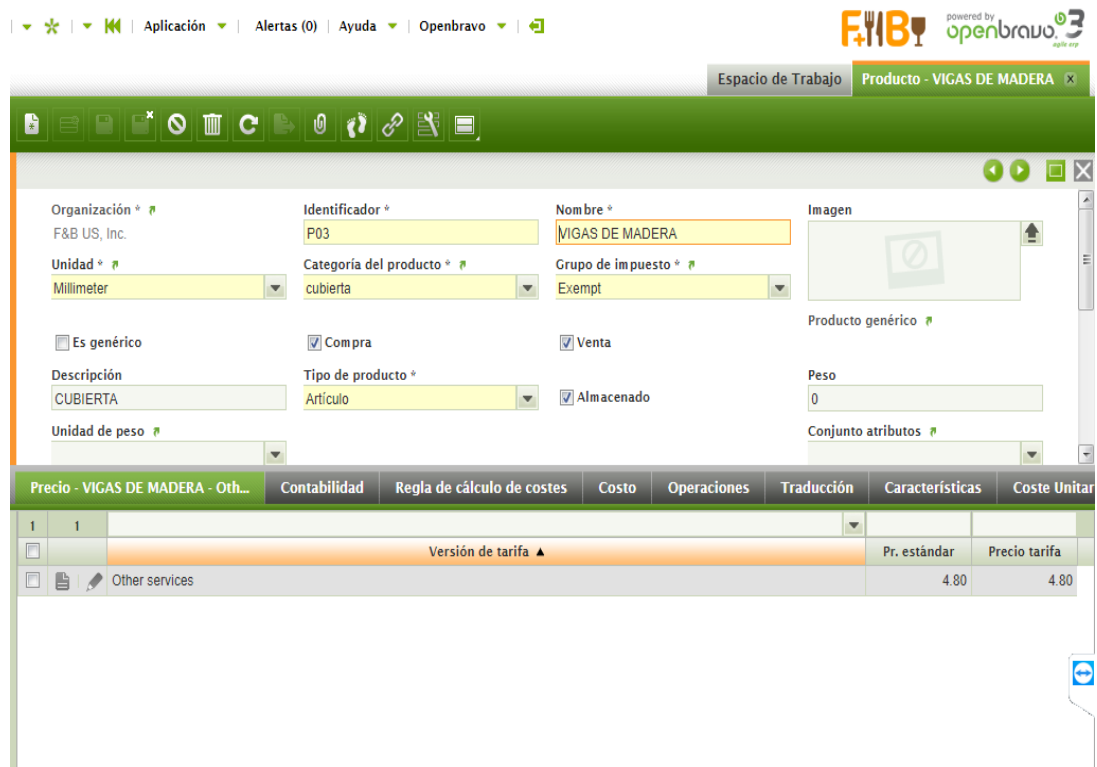 Aplicación Alertas (0) Ayuda Openbravo
F+B powered by openbravo.3 agile erp
Espacio de Trabajo Producto - VIGAS DE MADERA x
Organización * Identificador * Nombre * Imagen
F&B US, Inc. P03 VIGAS DE MADERA
Unidad * Categoría del producto * Grupo de impuesto *
Millimeter cubierta Exempt
Producto genérico
Es genérico Compra Venta
Descripción Tipo de producto * Peso
CUBIERTA Artículo Almacenado 0
Unidad de peso Conjunto atributos
Precio - VIGAS DE MADERA - Oth... Contabilidad Regla de cálculo de costes Costo Operaciones Traducción Características Coste Unitar
1 1
Versión de tarifa ▲ Pr. estándar Precio tarifa
Other services 4.80 4.80